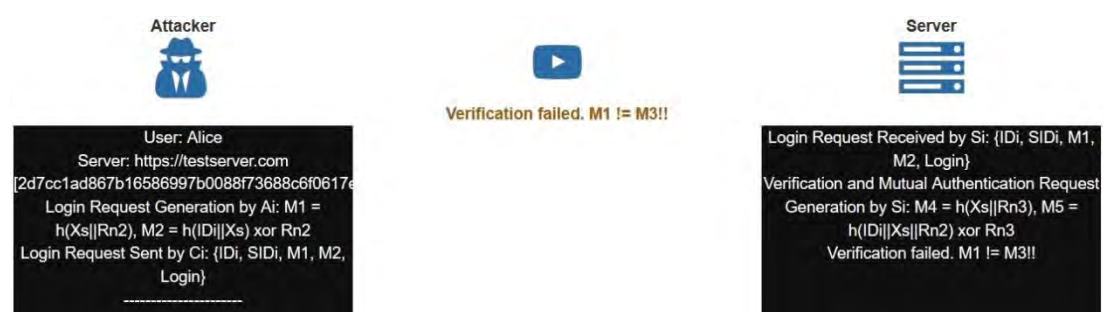 Attacker
Server
Verification failed. M1 != M3!!
User: Alice
Server: https://testserver.com
[2d7cc1ad867b16586997b0088f73688c6f0617e
Login Request Generation by Ai: M1 =
h(Xs||Rn2), M2 = h(IDi||Xs) xor Rn2
Login Request Sent by Ci: {IDi, SIDi, M1, M2,
Login}
----------------------
Login Request Received by Si: {IDi, SIDi, M1,
M2, Login}
Verification and Mutual Authentication Request
Generation by Si: M4 = h(Xs||Rn3), M5 =
h(IDi||Xs||Rn2) xor Rn3
Verification failed. M1 != M3!!